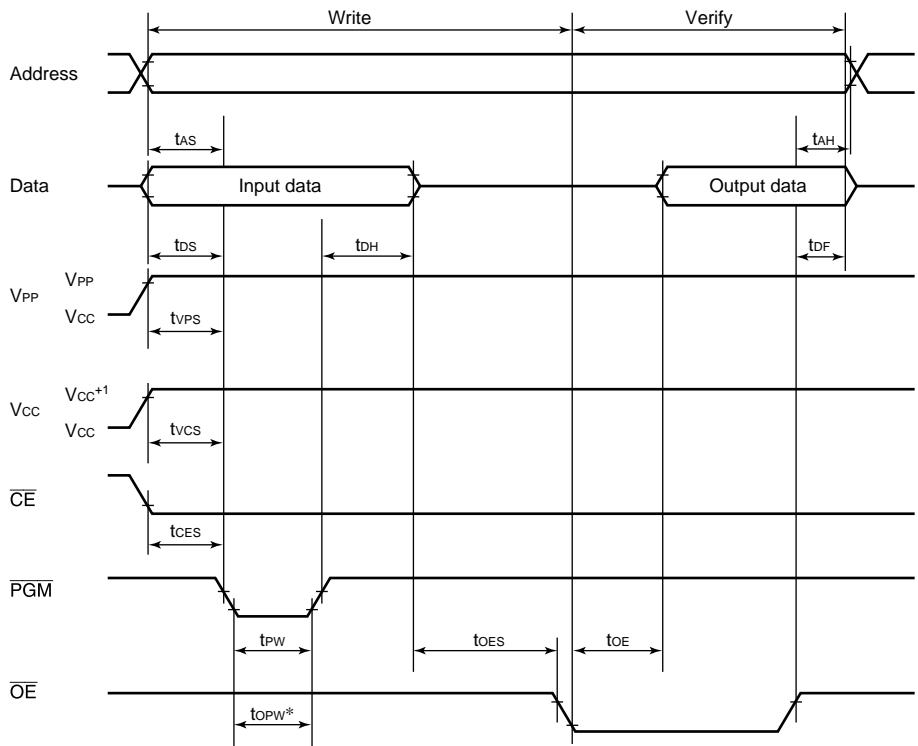 Write
Verify
Address
tAS
tAH
Data
Input data
Output data
tDS
tDH
tDF
VPP
VPP
VCC
tVPS
VCC
VCC+1
VCC
tVCS
CE
tCES
PGM
tPW
tOES
tOE
OE
tOPW*